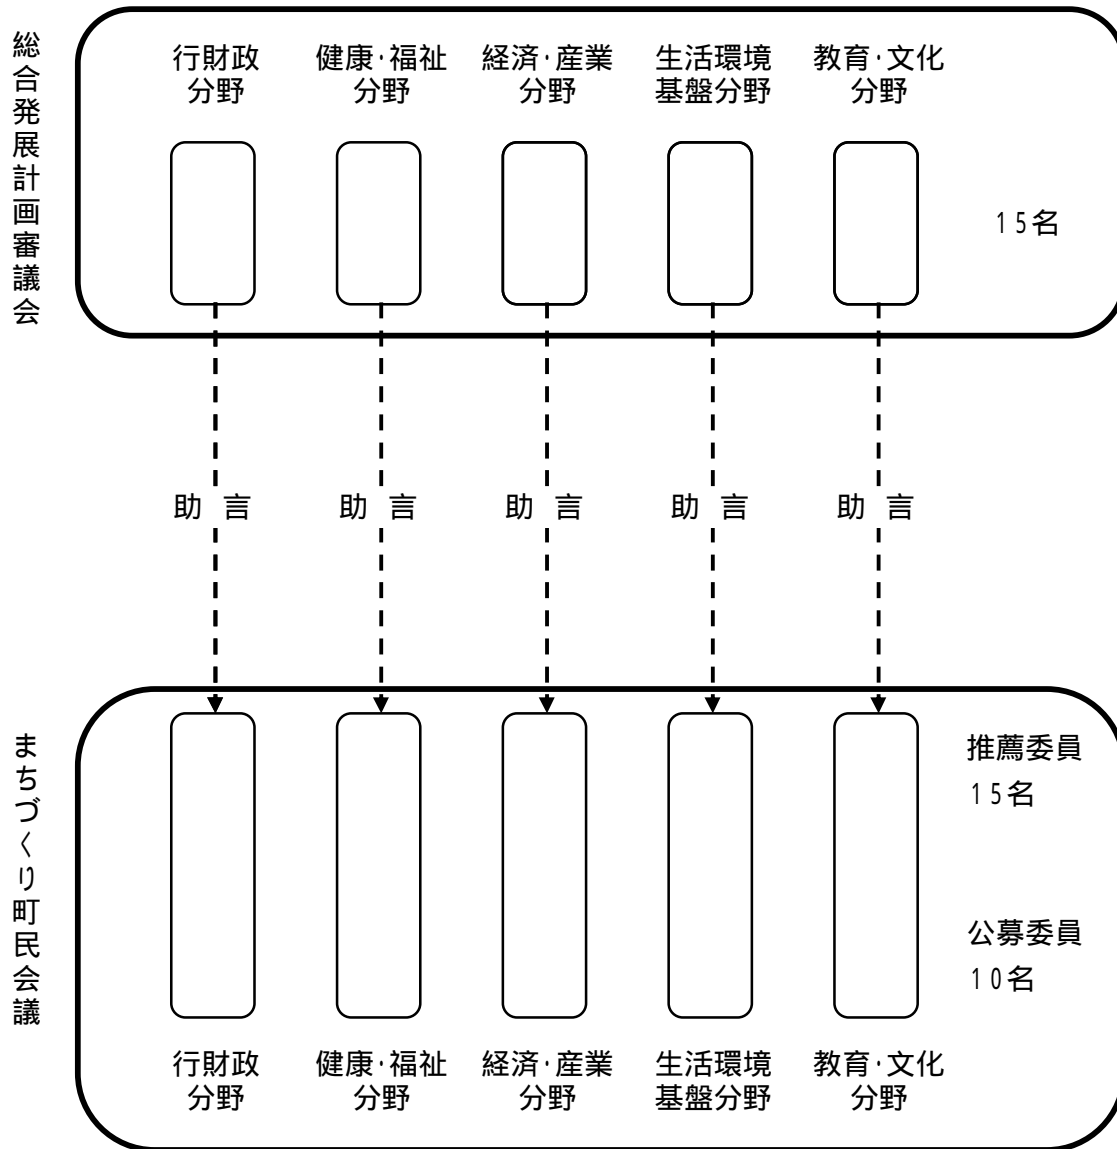 総合発展計画審議会
行財政
分野
健康・福祉
分野
経済・産業
分野
生活環境
基盤分野
教育・文化
分野
15名
助言
助言
助言
助言
助言
まちづくり町民会議
推薦委員
15名
公募委員
10名
行財政
分野
健康・福祉
分野
経済・産業
分野
生活環境
基盤分野
教育・文化
分野